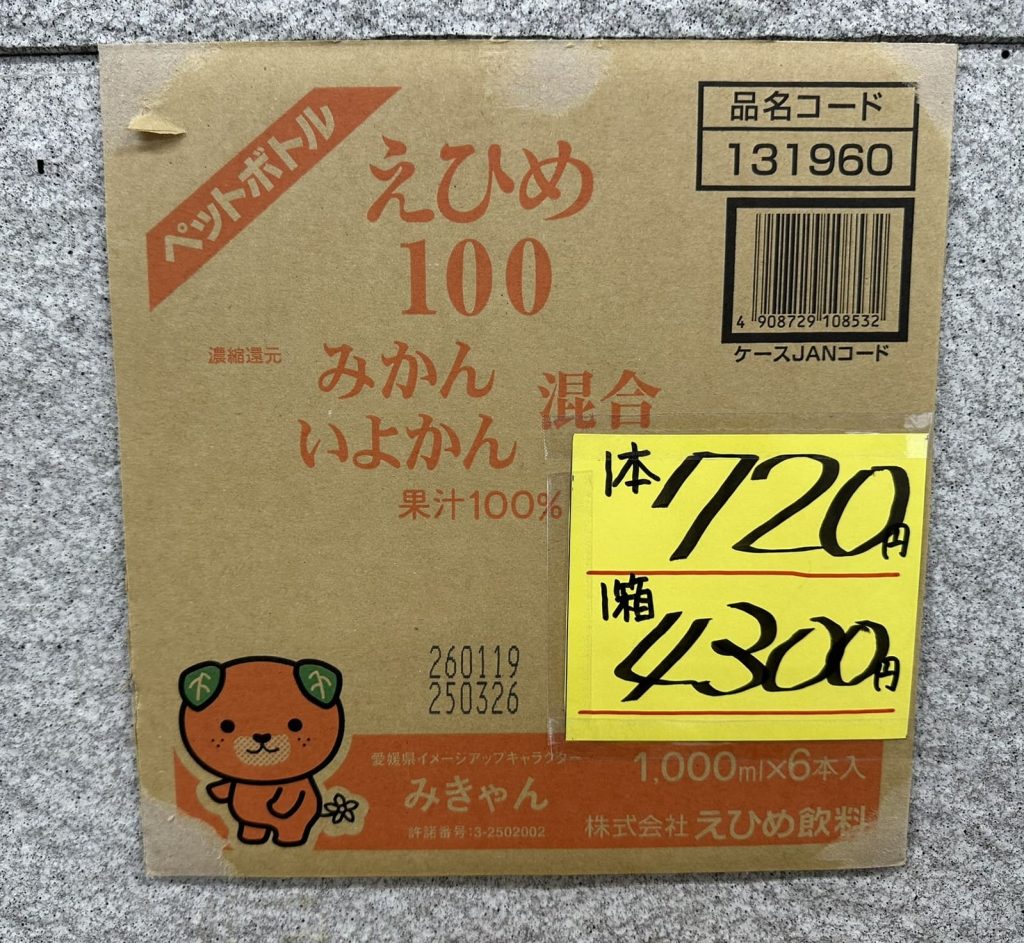 ペットボトル
えひめ
100
濃縮還元
みかん
いよかん
混合
果汁100%
品名コード
131960
4 908729 108532
ケースJANコード
1本 720円
1箱 4300円
260119
250326
愛媛県イメージアップキャラクター
みきゃん
許諾番号:3-2502002
1,000ml×6本入
株式会社 えひめ飲料